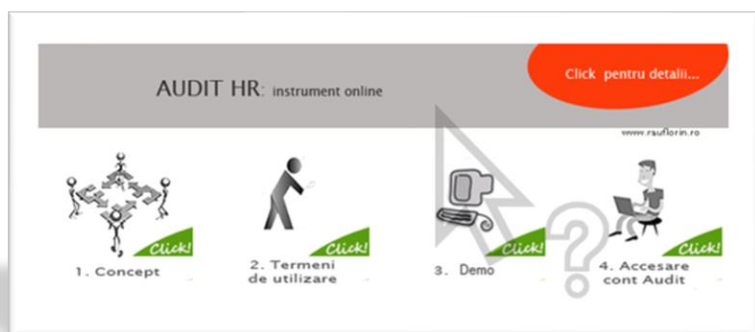 AUDIT HR: instrument online
Click pentru detalii...
www.rauflorin.ro
Click!
Click!
Click!
Click!
1. Concept
2. Termeni
de utilizare
3. Demo
4. Accesare
cont Audit
?